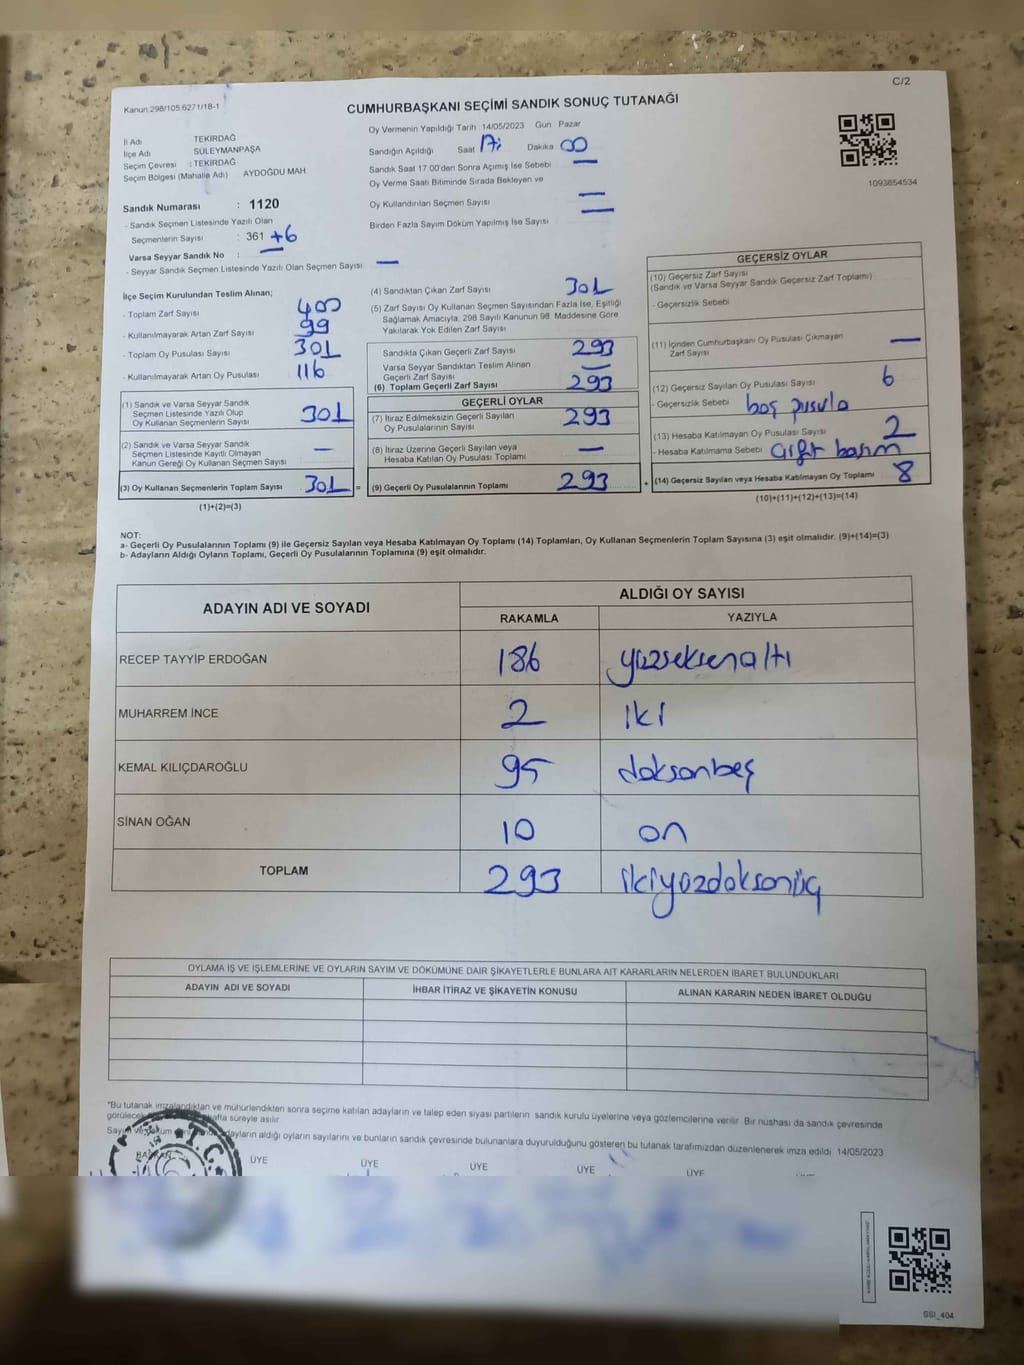 C/2
Kanun 298/105.6271/18-1
CUMHURBAŞKANI SEÇİMİ SANDIK SONUÇ TUTANAĞI
İl Adı TEKİRDAĞ
İlçe Adı SÜLEYMANPAŞA
Seçim Çevresi : TEKİRDAĞ
Seçim Bölgesi (Mahalle Adı) AYDOĞDU MAH.
Sandık Numarası : 1120
- Sandık Seçmen Listesinde Yazılı Olan
Seçmenlerin Sayısı : 361 +6
Varsa Seyyar Sandık No : —
- Seyyar Sandık Seçmen Listesinde Yazılı Olan Seçmen Sayısı —
Oy Vermenin Yapıldığı Tarih 14/05/2023 Gün Pazar
Sandığın Açıldığı Saat 17: Dakika 00
Sandık Saat 17:00'den Sonra Açımış İse Sebebi —
Oy Verme Saati Bitiminde Sırada Bekleyen ve
Oy Kullandırılan Seçmen Sayısı —
Birden Fazla Sayım Döküm Yapılmış İse Sayısı —
1093854534
İlçe Seçim Kurulundan Teslim Alınan;
- Toplam Zarf Sayısı 400
- Kullanılmayarak Artan Zarf Sayısı 99
- Toplam Oy Pusulası Sayısı 301
- Kullanılmayarak Artan Oy Pusulası 116
(1) Sandık ve Varsa Seyyar Sandık
Seçmen Listesinde Yazılı Olup
Oy Kullanan Seçmenlerin Sayısı 301
(2) Sandık ve Varsa Seyyar Sandık
Seçmen Listesinde Kayıtlı Olmayan
Kanun Gereği Oy Kullanan Seçmen Sayısı —
(3) Oy Kullanan Seçmenlerin Toplam Sayısı 301 =
(1)+(2)=(3)
(4) Sandıktan Çıkan Zarf Sayısı 301
(5) Zarf Sayısı Oy Kullanan Seçmen Sayısından Fazla İse, Eşitliği
Sağlamak Amacıyla, 298 Sayılı Kanunun 98. Maddesine Göre
Yakılarak Yok Edilen Zarf Sayısı —
Sandıkta Çıkan Geçerli Zarf Sayısı 293
Varsa Seyyar Sandıktan Teslim Alınan
Geçerli Zarf Sayısı —
(6) Toplam Geçerli Zarf Sayısı 293
GEÇERLİ OYLAR
(7) İtiraz Edilmeksizin Geçerli Sayılan
Oy Pusulalarının Sayısı 293
(8) İtiraz Üzerine Geçerli Sayılan veya
Hesaba Katılan Oy Pusulası Toplamı —
(9) Geçerli Oy Pusulalarının Toplamı 293 +
GEÇERSİZ OYLAR
(10) Geçersiz Zarf Sayısı
(Sandık ve Varsa Seyyar Sandık Geçersiz Zarf Toplamı)
- Geçersizlik Sebebi
(11) İçinden Cumhurbaşkanı Oy Pusulası Çıkmayan
Zarf Sayısı —
(12) Geçersiz Sayılan Oy Pusulası Sayısı 6
- Geçersizlik Sebebi boş pusula
(13) Hesaba Katılmayan Oy Pusulası Sayısı 2
- Hesaba Katılmama Sebebi Çift basım
(14) Geçersiz Sayılan veya Hesaba Katılmayan Oy Toplamı 8
(10)+(11)+(12)+(13)=(14)
NOT:
a- Geçerli Oy Pusulalarının Toplamı (9) ile Geçersiz Sayılan veya Hesaba Katılmayan Oy Toplamı (14) Toplamları, Oy Kullanan Seçmenlerin Toplam Sayısına (3) eşit olmalıdır. (9)+(14)=(3)
b- Adayların Aldığı Oyların Toplamı, Geçerli Oy Pusulalarının Toplamına (9) eşit olmalıdır.
ADAYIN ADI VE SOYADI ALDIĞI OY SAYISI
RAKAMLA YAZIYLA
RECEP TAYYİP ERDOĞAN 186 yüzseksenaltı
MUHARREM İNCE 2 iki
KEMAL KILIÇDAROĞLU 95 doksanbeş
SİNAN OĞAN 10 on
TOPLAM 293 ikiyüzdoksanüç
OYLAMA İŞ VE İŞLEMLERİNE VE OYLARIN SAYIM VE DÖKÜMÜNE DAİR ŞİKAYETLERLE BUNLARA AİT KARARLARIN NELERDEN İBARET BULUNDUKLARI
ADAYIN ADI VE SOYADI İHBAR İTİRAZ VE ŞİKAYETİN KONUSU ALINAN KARARIN NEDEN İBARET OLDUĞU
"Bu tutanak imzalandıktan ve mühürlendikten sonra seçime katılan adayların ve talep eden siyasi partilerin sandık kurulu üyelerine veya gözlemcilerine verilir. Bir nüshası da sandık çevresinde
görülecek hafta süreyle asılır
Sayım ve döküm adayların aldığı oyların sayılarını ve bunların sandık çevresinde bulunanlara duyurulduğunu gösteren bu tutanak tarafımızdan düzenlenerek imza edildi. 14/05/2023
T.C.
BAŞKAN ÜYE ÜYE ÜYE ÜYE ÜYE
GSI_404